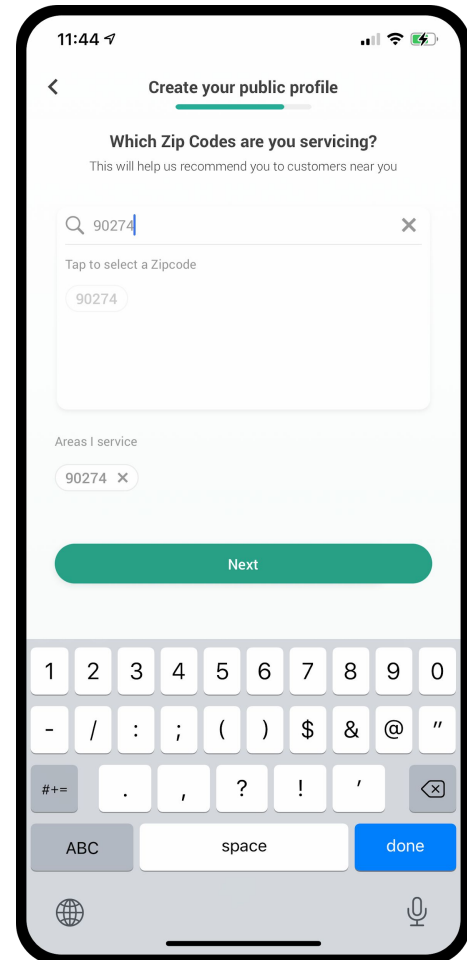 11:44
Create your public profile
Which Zip Codes are you servicing?
This will help us recommend you to customers near you
90274
Tap to select a Zipcode
90274
Areas I service
90274 ×
Next
1 2 3 4 5 6 7 8 9 0
- / : ; ( ) $ & @ "
#+= . , ? ! '
ABC space done